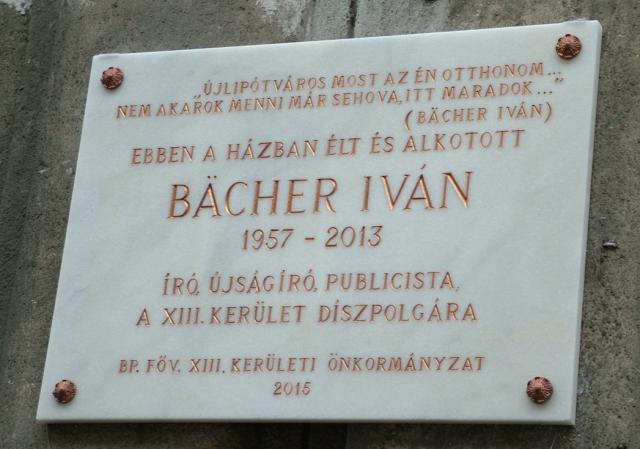 „ÚJLIPÓTVÁROS MOST AZ ÉN OTTHONOM...
NEM AKAROK MENNI MÁR SEHOVA, ITT MARADOK..."
(BÄCHER IVÁN)
EBBEN A HÁZBAN ÉLT ÉS ALKOTOTT
BÄCHER IVÁN
1957 - 2013
ÍRÓ, ÚJSÁGÍRÓ, PUBLICISTA,
A XIII. KERÜLET DÍSZPOLGÁRA
BP. FŐV. XIII. KERÜLETI ÖNKORMÁNYZAT
2015